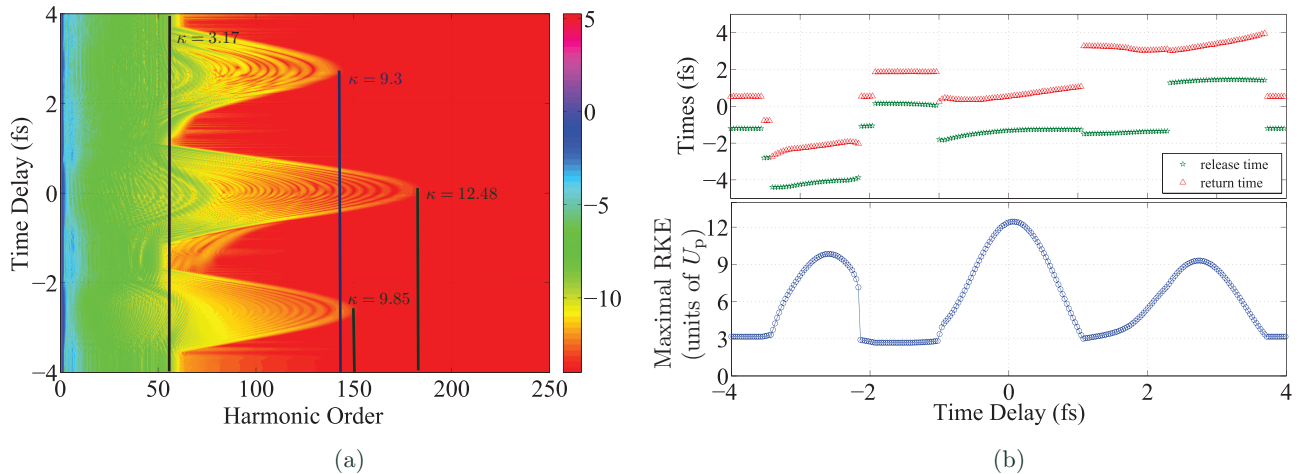 4
2
0
−2
−4
Time Delay (fs)
κ = 3.17
κ = 9.3
κ = 12.48
κ = 9.85
0
50
100
150
200
250
Harmonic Order
5
0
−5
−10
(a)
4
2
0
−2
−4
Times (fs)
release time
return time
12
9
6
3
0
Maximal RKE
(units of Up)
−4
−2
0
2
4
Time Delay (fs)
(b)